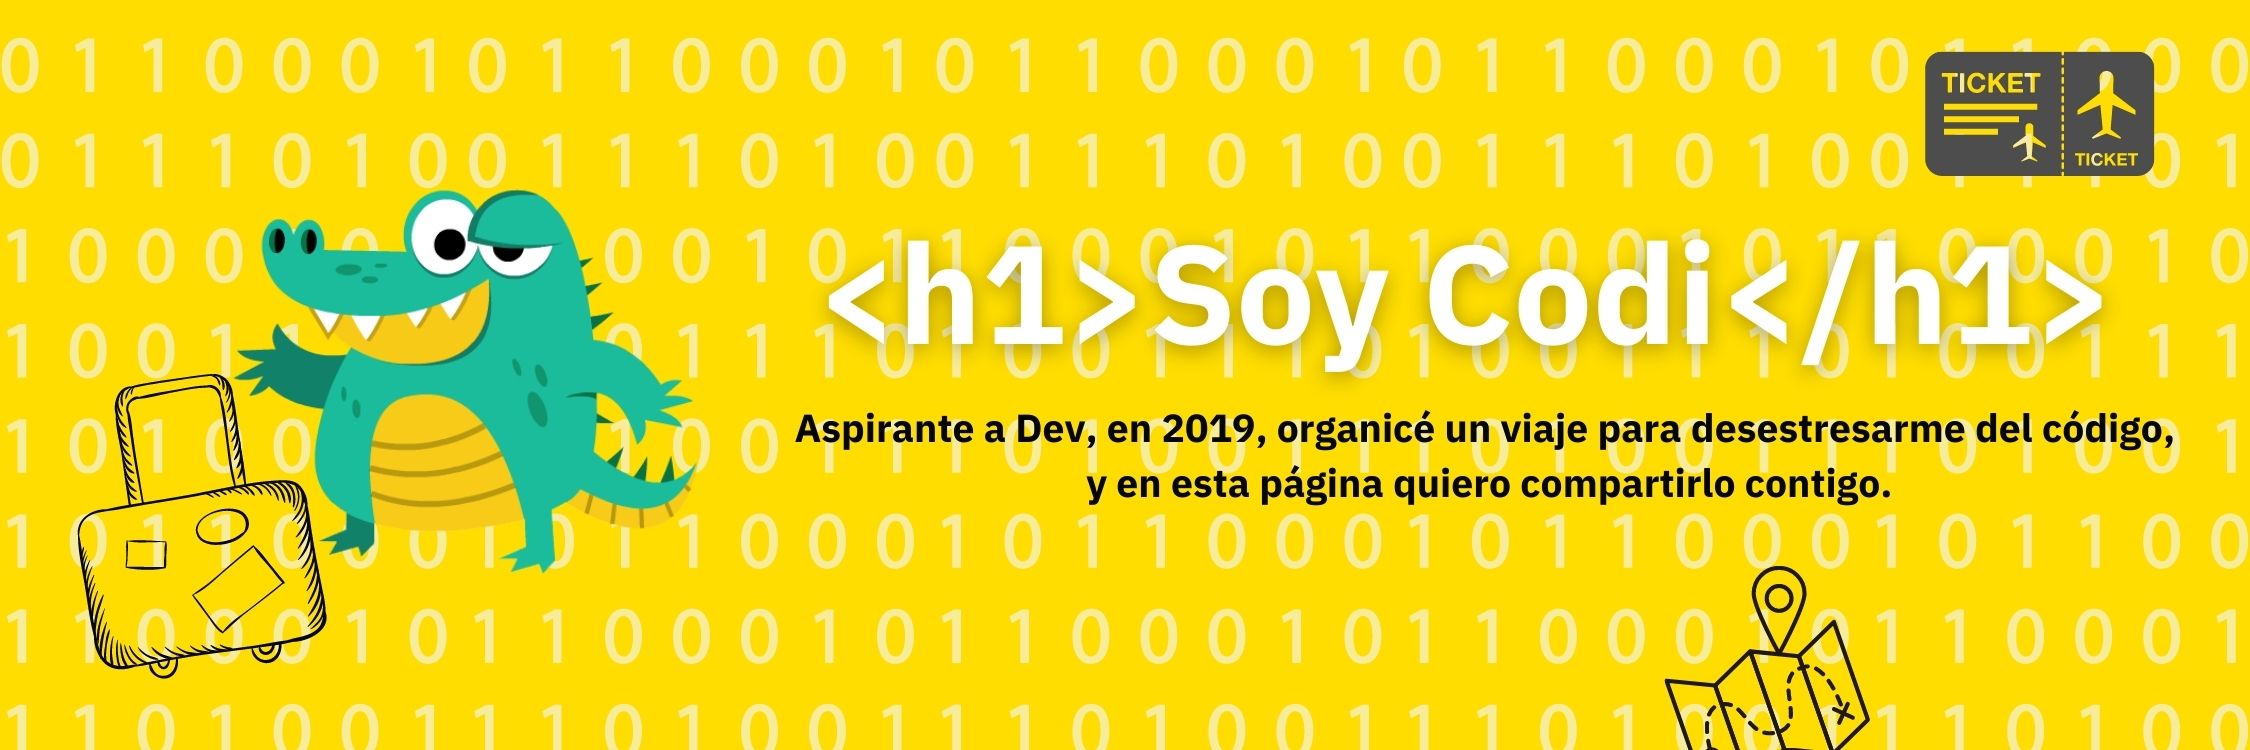 TICKET
TICKET
<h1>Soy Codi</h1>
Aspirante a Dev, en 2019, organicé un viaje para desestresarme del código,
y en esta página quiero compartirlo contigo.